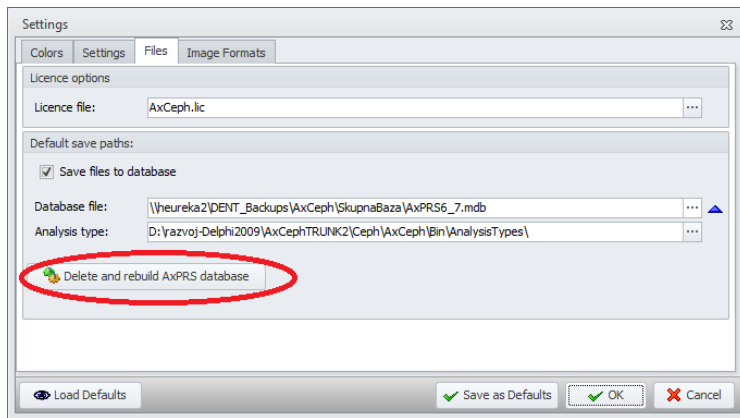 Settings
Colors Settings Files Image Formats
Licence options
Licence file: AxCeph.lic ...
Default save paths:
Save files to database
Database file: \\heureka2\DENT_Backups\AxCeph\SkupnaBaza\AxPRS6_7.mdb ...
Analysis type: D:\razvoj-Delphi2009\AxCephTRUNK2\Ceph\AxCeph\Bin\AnalysisTypes\ ...
Delete and rebuild AxPRS database
Load Defaults Save as Defaults OK Cancel